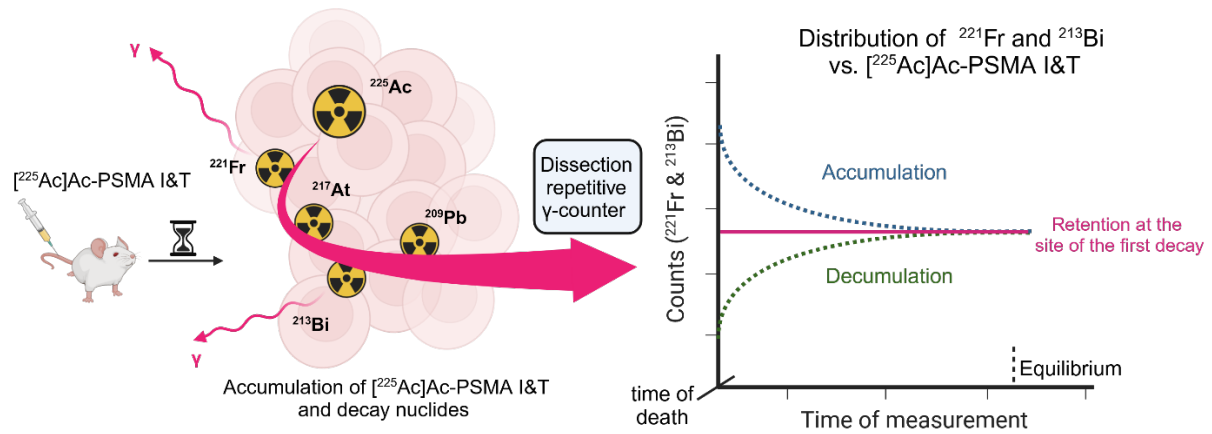 [²²⁵Ac]Ac-PSMA I&T
γ
²²⁵Ac
²²¹Fr
²¹⁷At
²⁰⁹Pb
²¹³Bi
γ
Accumulation of [²²⁵Ac]Ac-PSMA I&T
and decay nuclides
Dissection
repetitive
γ-counter
Distribution of ²²¹Fr and ²¹³Bi
vs. [²²⁵Ac]Ac-PSMA I&T
Counts (²²¹Fr & ²¹³Bi)
Accumulation
Retention at the
site of the first decay
Decumulation
Equilibrium
time of
death
Time of measurement